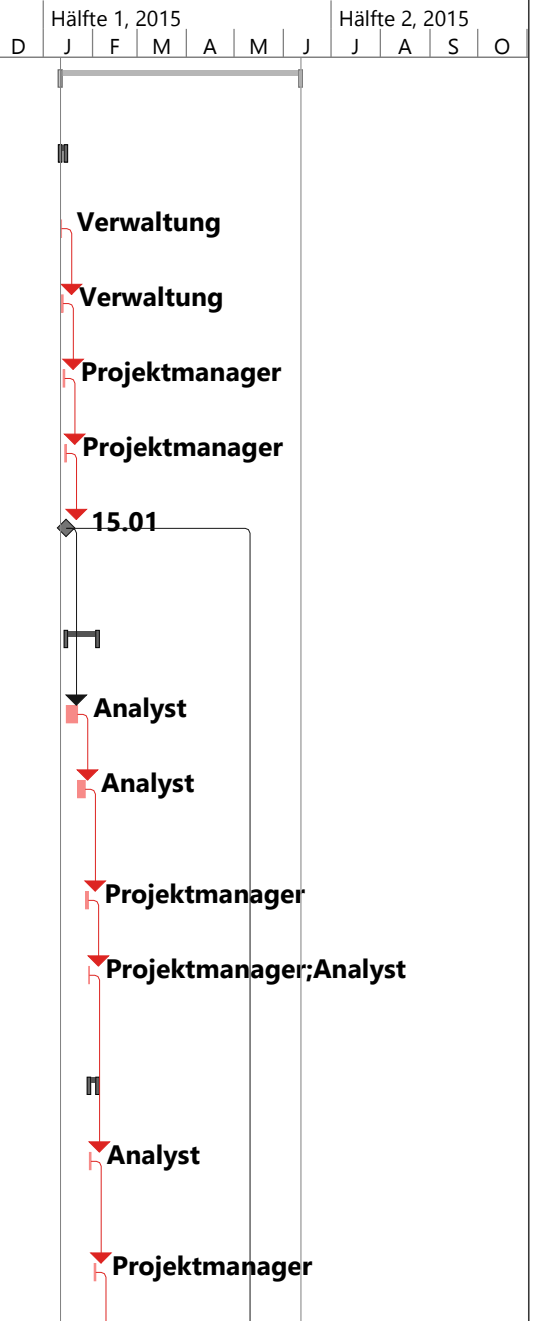 Hälfte 1, 2015 Hälfte 2, 2015
D J F M A M J J A S O
Verwaltung
Verwaltung
Projektmanager
Projektmanager
15.01
Analyst
Analyst
Projektmanager
Projektmanager;Analyst
Analyst
Projektmanager